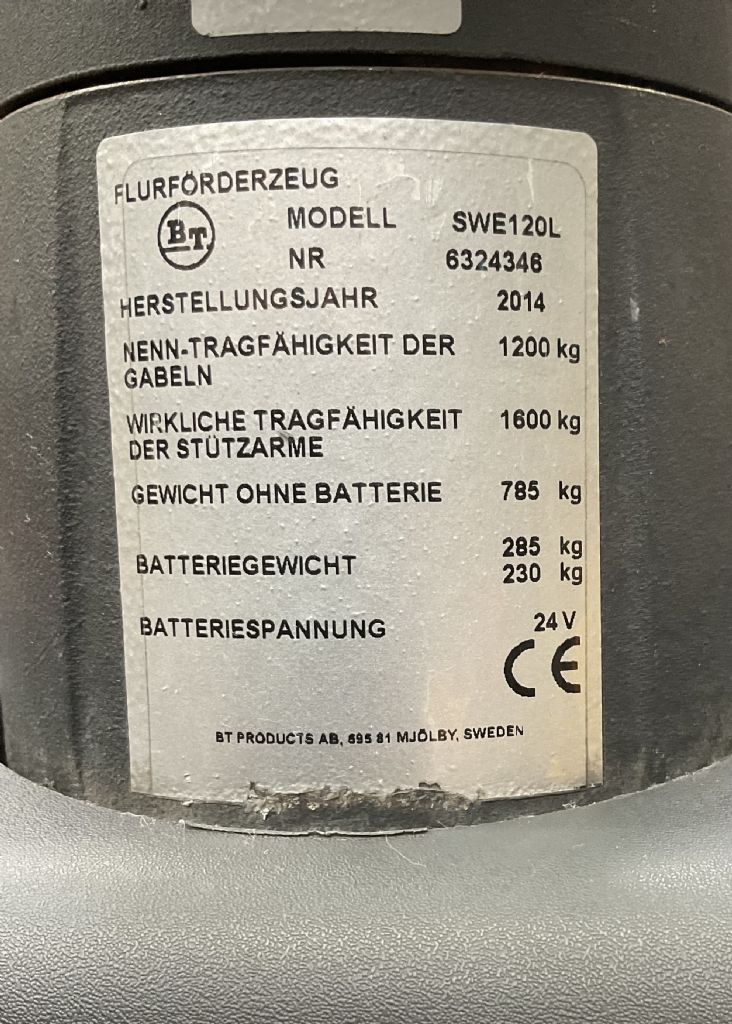 FLURFÖRDERZEUG
BT MODELL SWE120L
NR 6324346
HERSTELLUNGSJAHR 2014
NENN-TRAGFÄHIGKEIT DER 1200 kg
GABELN
WIRKLICHE TRAGFÄHIGKEIT 1600 kg
DER STÜTZARME
GEWICHT OHNE BATTERIE 785 kg
285 kg
BATTERIEGEWICHT
230 kg
BATTERIESPANNUNG 24 V
CE
BT PRODUCTS AB, 595 81 MJÖLBY, SWEDEN